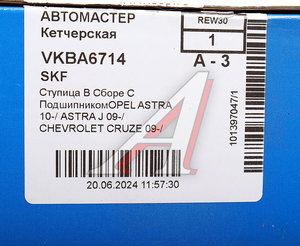 АВТОМАСТЕР
Кетчерская
REW30
1
VKBA6714
A - 3
SKF
Ступица В Сборе С
ПодшипникомOPEL ASTRA
10-/ ASTRA J 09-/
CHEVROLET CRUZE 09-/
10139704771
20.06.2024 11:57:30